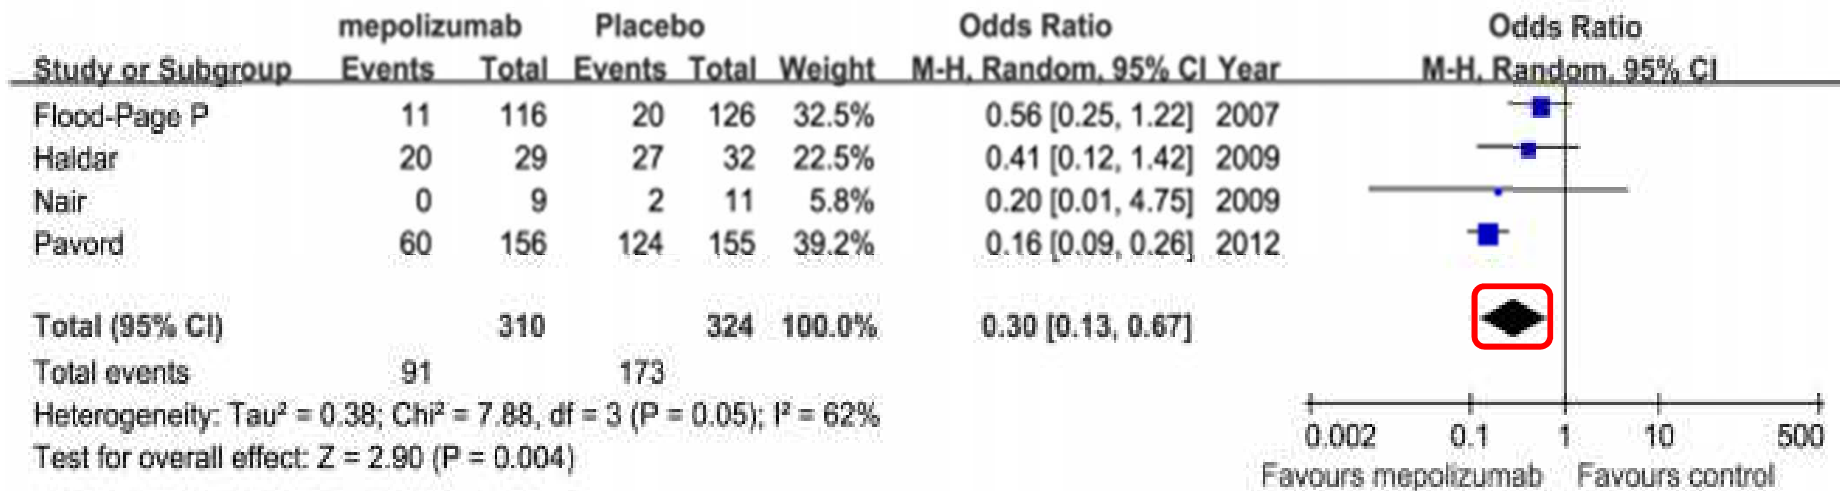 mepolizumab Placebo Odds Ratio Odds Ratio
Study or Subgroup Events Total Events Total Weight M-H, Random, 95% CI Year M-H, Random, 95% CI
Flood-Page P 11 116 20 126 32.5% 0.56 [0.25, 1.22] 2007
Haldar 20 29 27 32 22.5% 0.41 [0.12, 1.42] 2009
Nair 0 9 2 11 5.8% 0.20 [0.01, 4.75] 2009
Pavord 60 156 124 155 39.2% 0.16 [0.09, 0.26] 2012
Total (95% CI) 310 324 100.0% 0.30 [0.13, 0.67]
Total events 91 173
Heterogeneity: Tau² = 0.38; Chi² = 7.88, df = 3 (P = 0.05); I² = 62%
Test for overall effect: Z = 2.90 (P = 0.004)
0.002 0.1 1 10 500
Favours mepolizumab Favours control